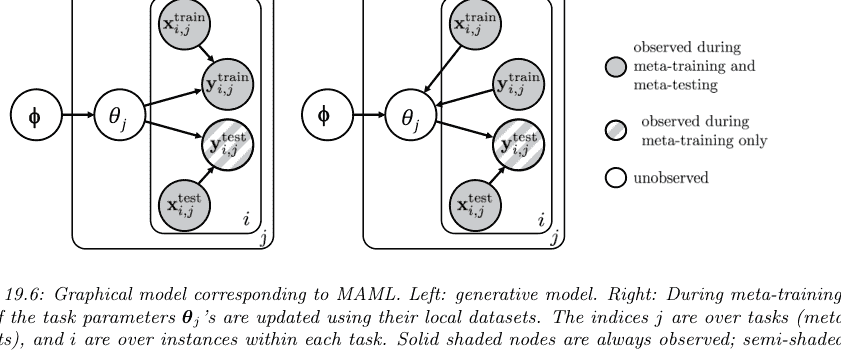 x_{i,j}^{train}
y_{i,j}^{train}
ϕ
θ_j
y_{i,j}^{test}
x_{i,j}^{test}
i
j
x_{i,j}^{train}
y_{i,j}^{train}
ϕ
θ_j
y_{i,j}^{test}
x_{i,j}^{test}
i
j
observed during
meta-training and
meta-testing
observed during
meta-training only
unobserved
19.6: Graphical model corresponding to MAML. Left: generative model. Right: During meta-training
f the task parameters θ_j's are updated using their local datasets. The indices j are over tasks (meta
ts), and i are over instances within each task. Solid shaded nodes are always observed; semi-shaded